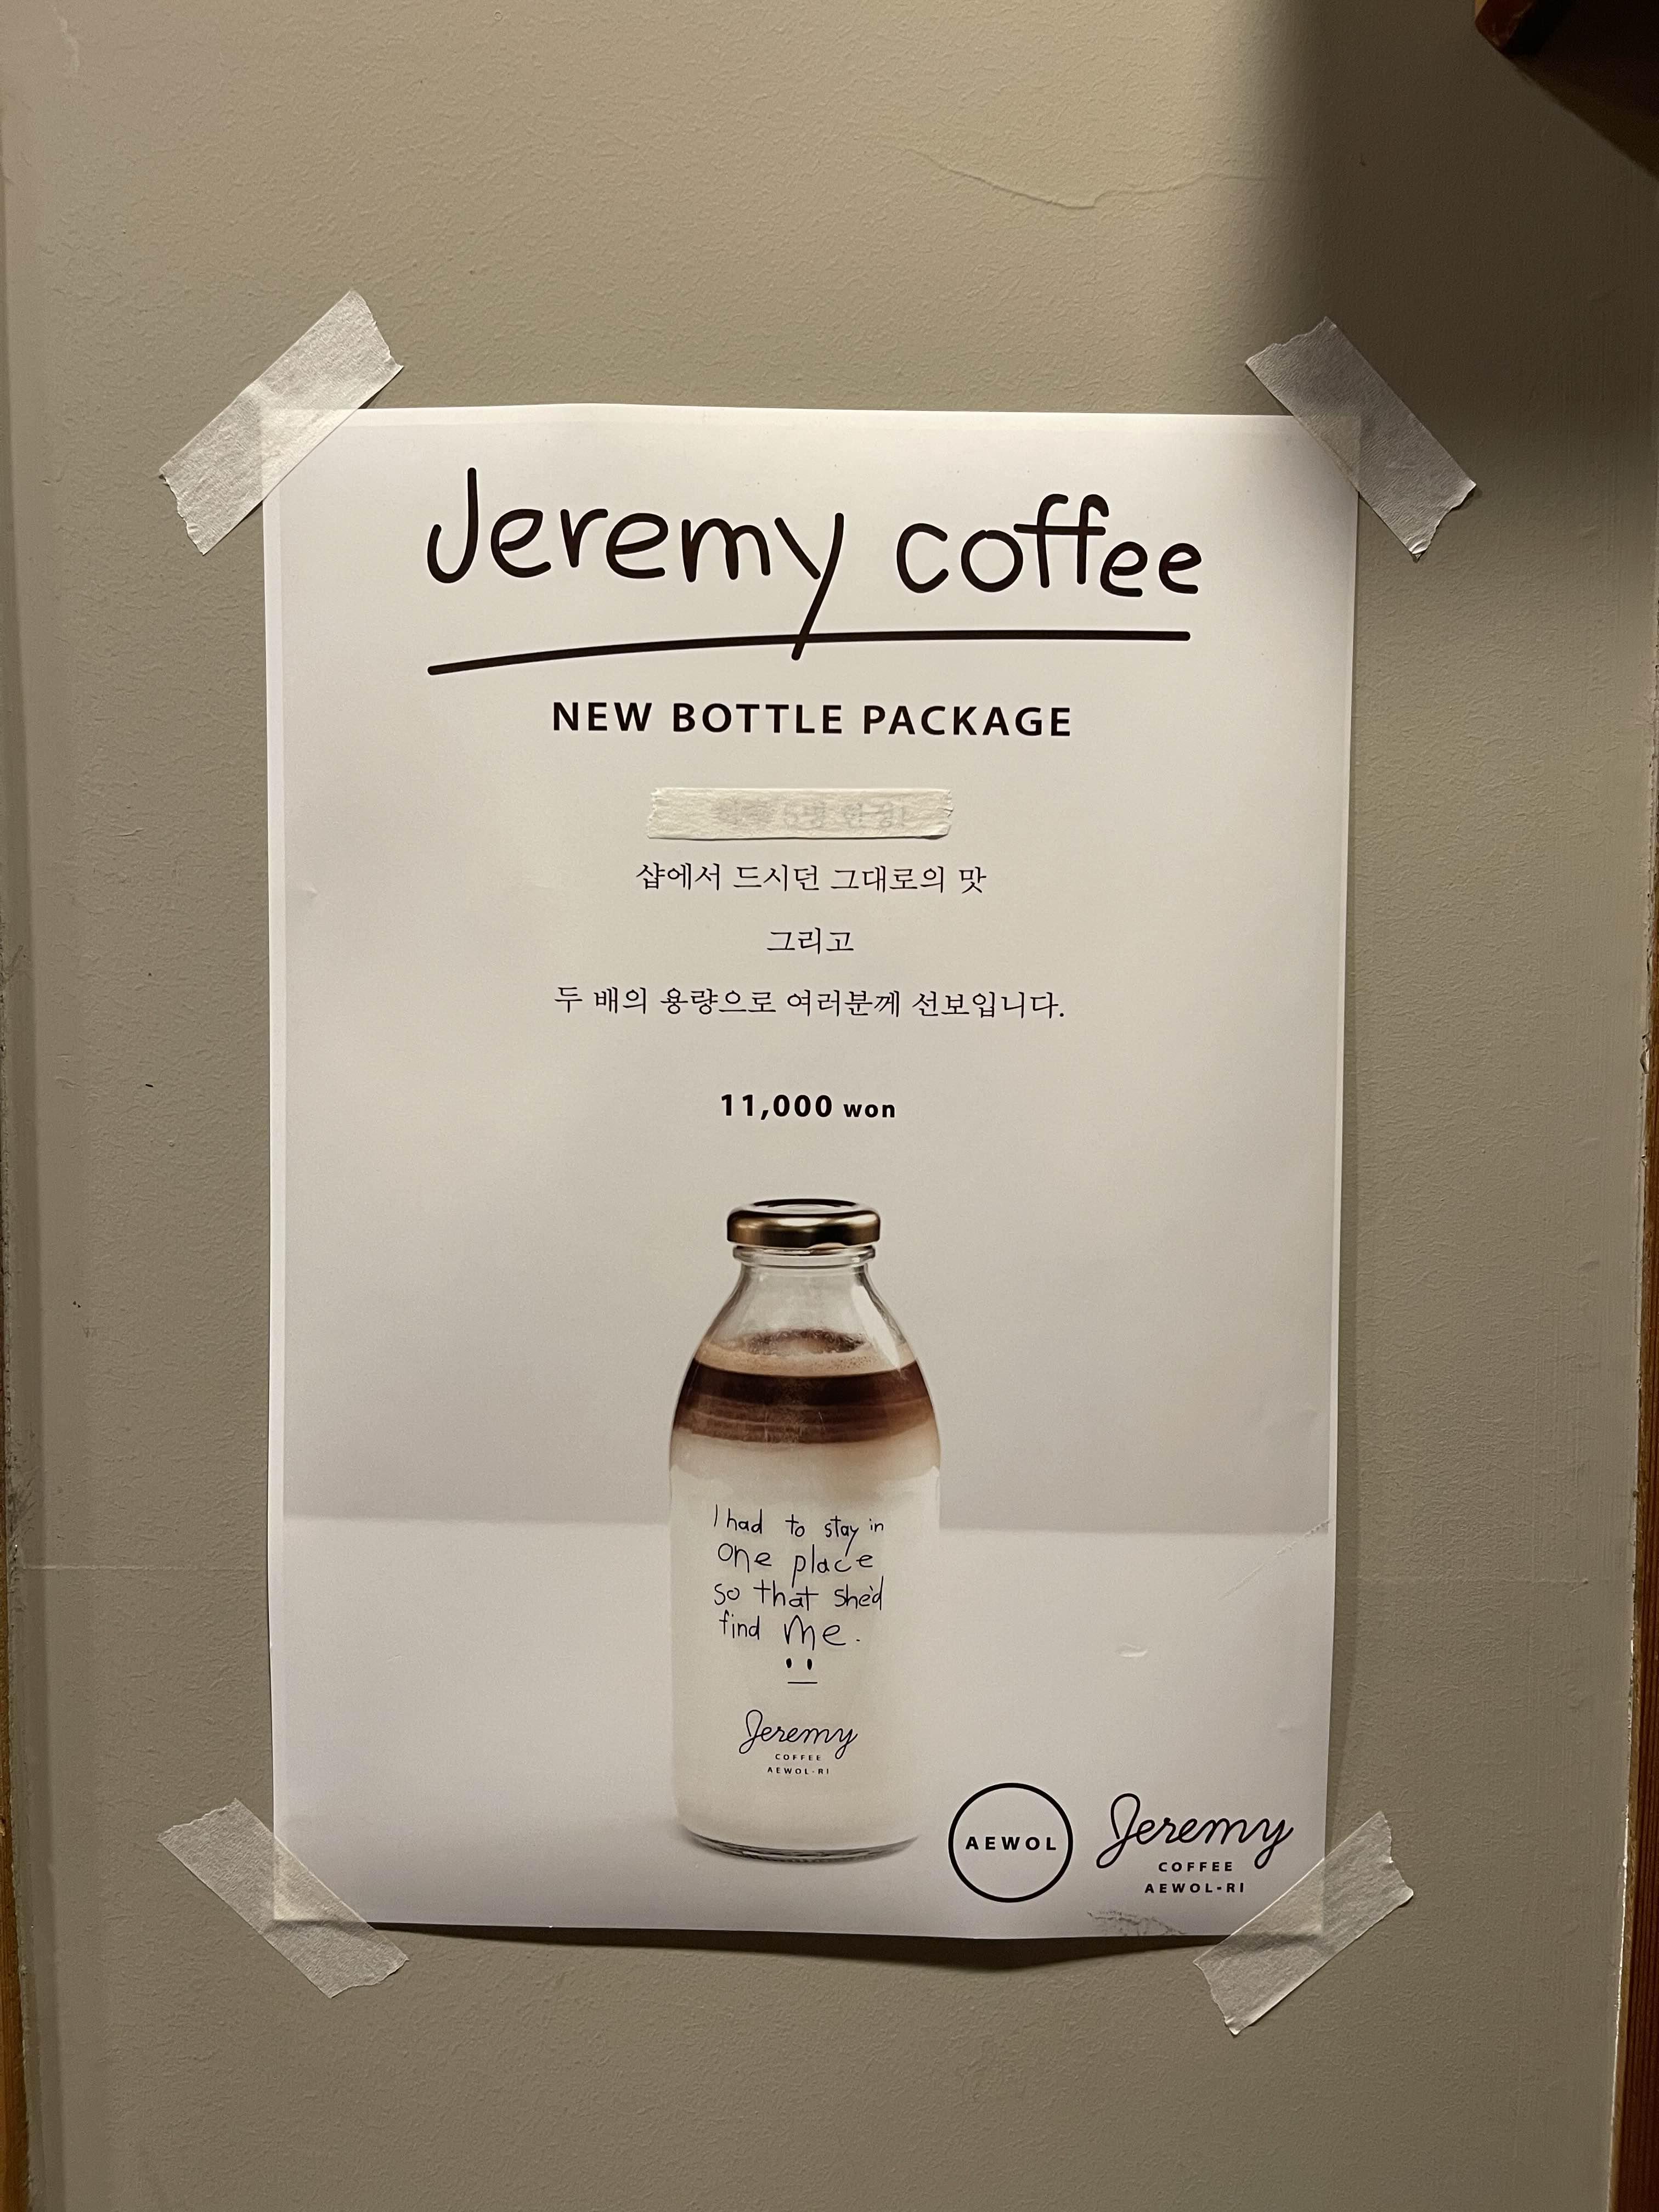 Jeremy coffee
NEW BOTTLE PACKAGE
샵에서 드시던 그대로의 맛
그리고
두 배의 용량으로 여러분께 선보입니다.
11,000 won
I had to stay in
one place
so that she'd
find me.
Jeremy
COFFEE
AEWOL-RI
AEWOL
Jeremy
COFFEE
AEWOL-RI